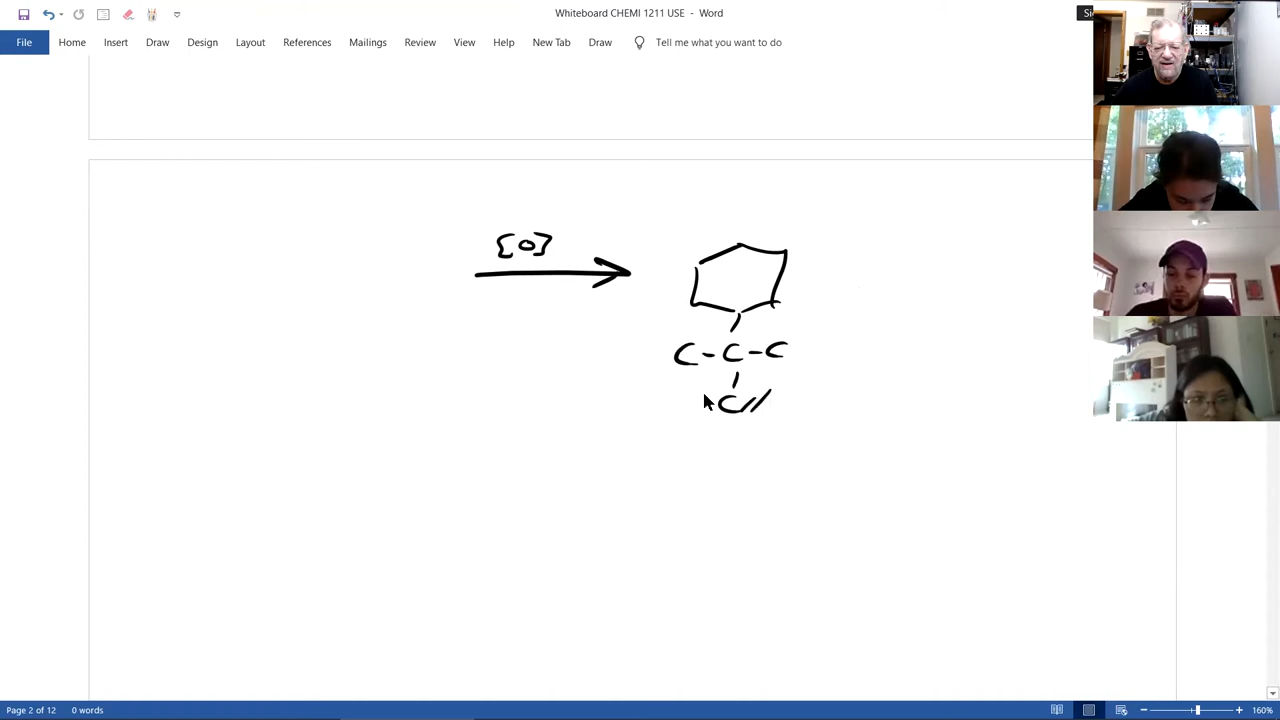 Whiteboard CHEMI 1211 USE - Word
File Home Insert Draw Design Layout References Mailings Review View Help New Tab Draw Tell me what you want to do
{O}
C-C-C
C
Page 2 of 12 0 words 160%